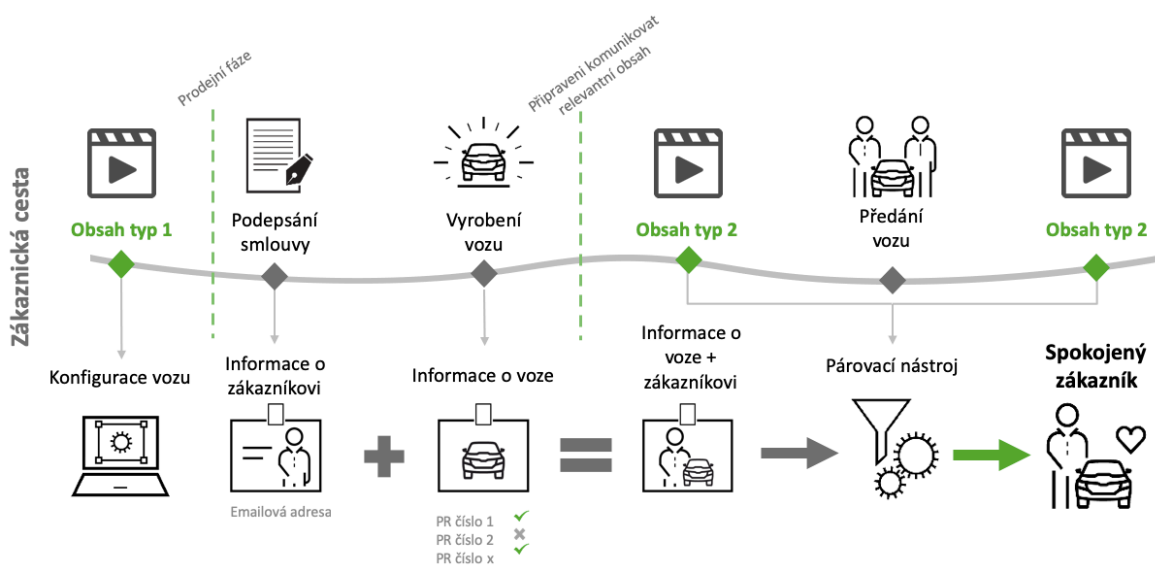 Prodejní fáze
Připraveni komunikovat
relevantní obsah
Zákaznická cesta
Obsah typ 1
Podepsání
smlouvy
Vyrobení
vozu
Obsah typ 2
Předání
vozu
Obsah typ 2
Konfigurace vozu
Informace o
zákazníkovi
Informace o voze
Informace o
voze +
zákazníkovi
Párovací nástroj
Spokojený
zákazník
Emailová adresa
PR číslo 1
PR číslo 2
PR číslo x